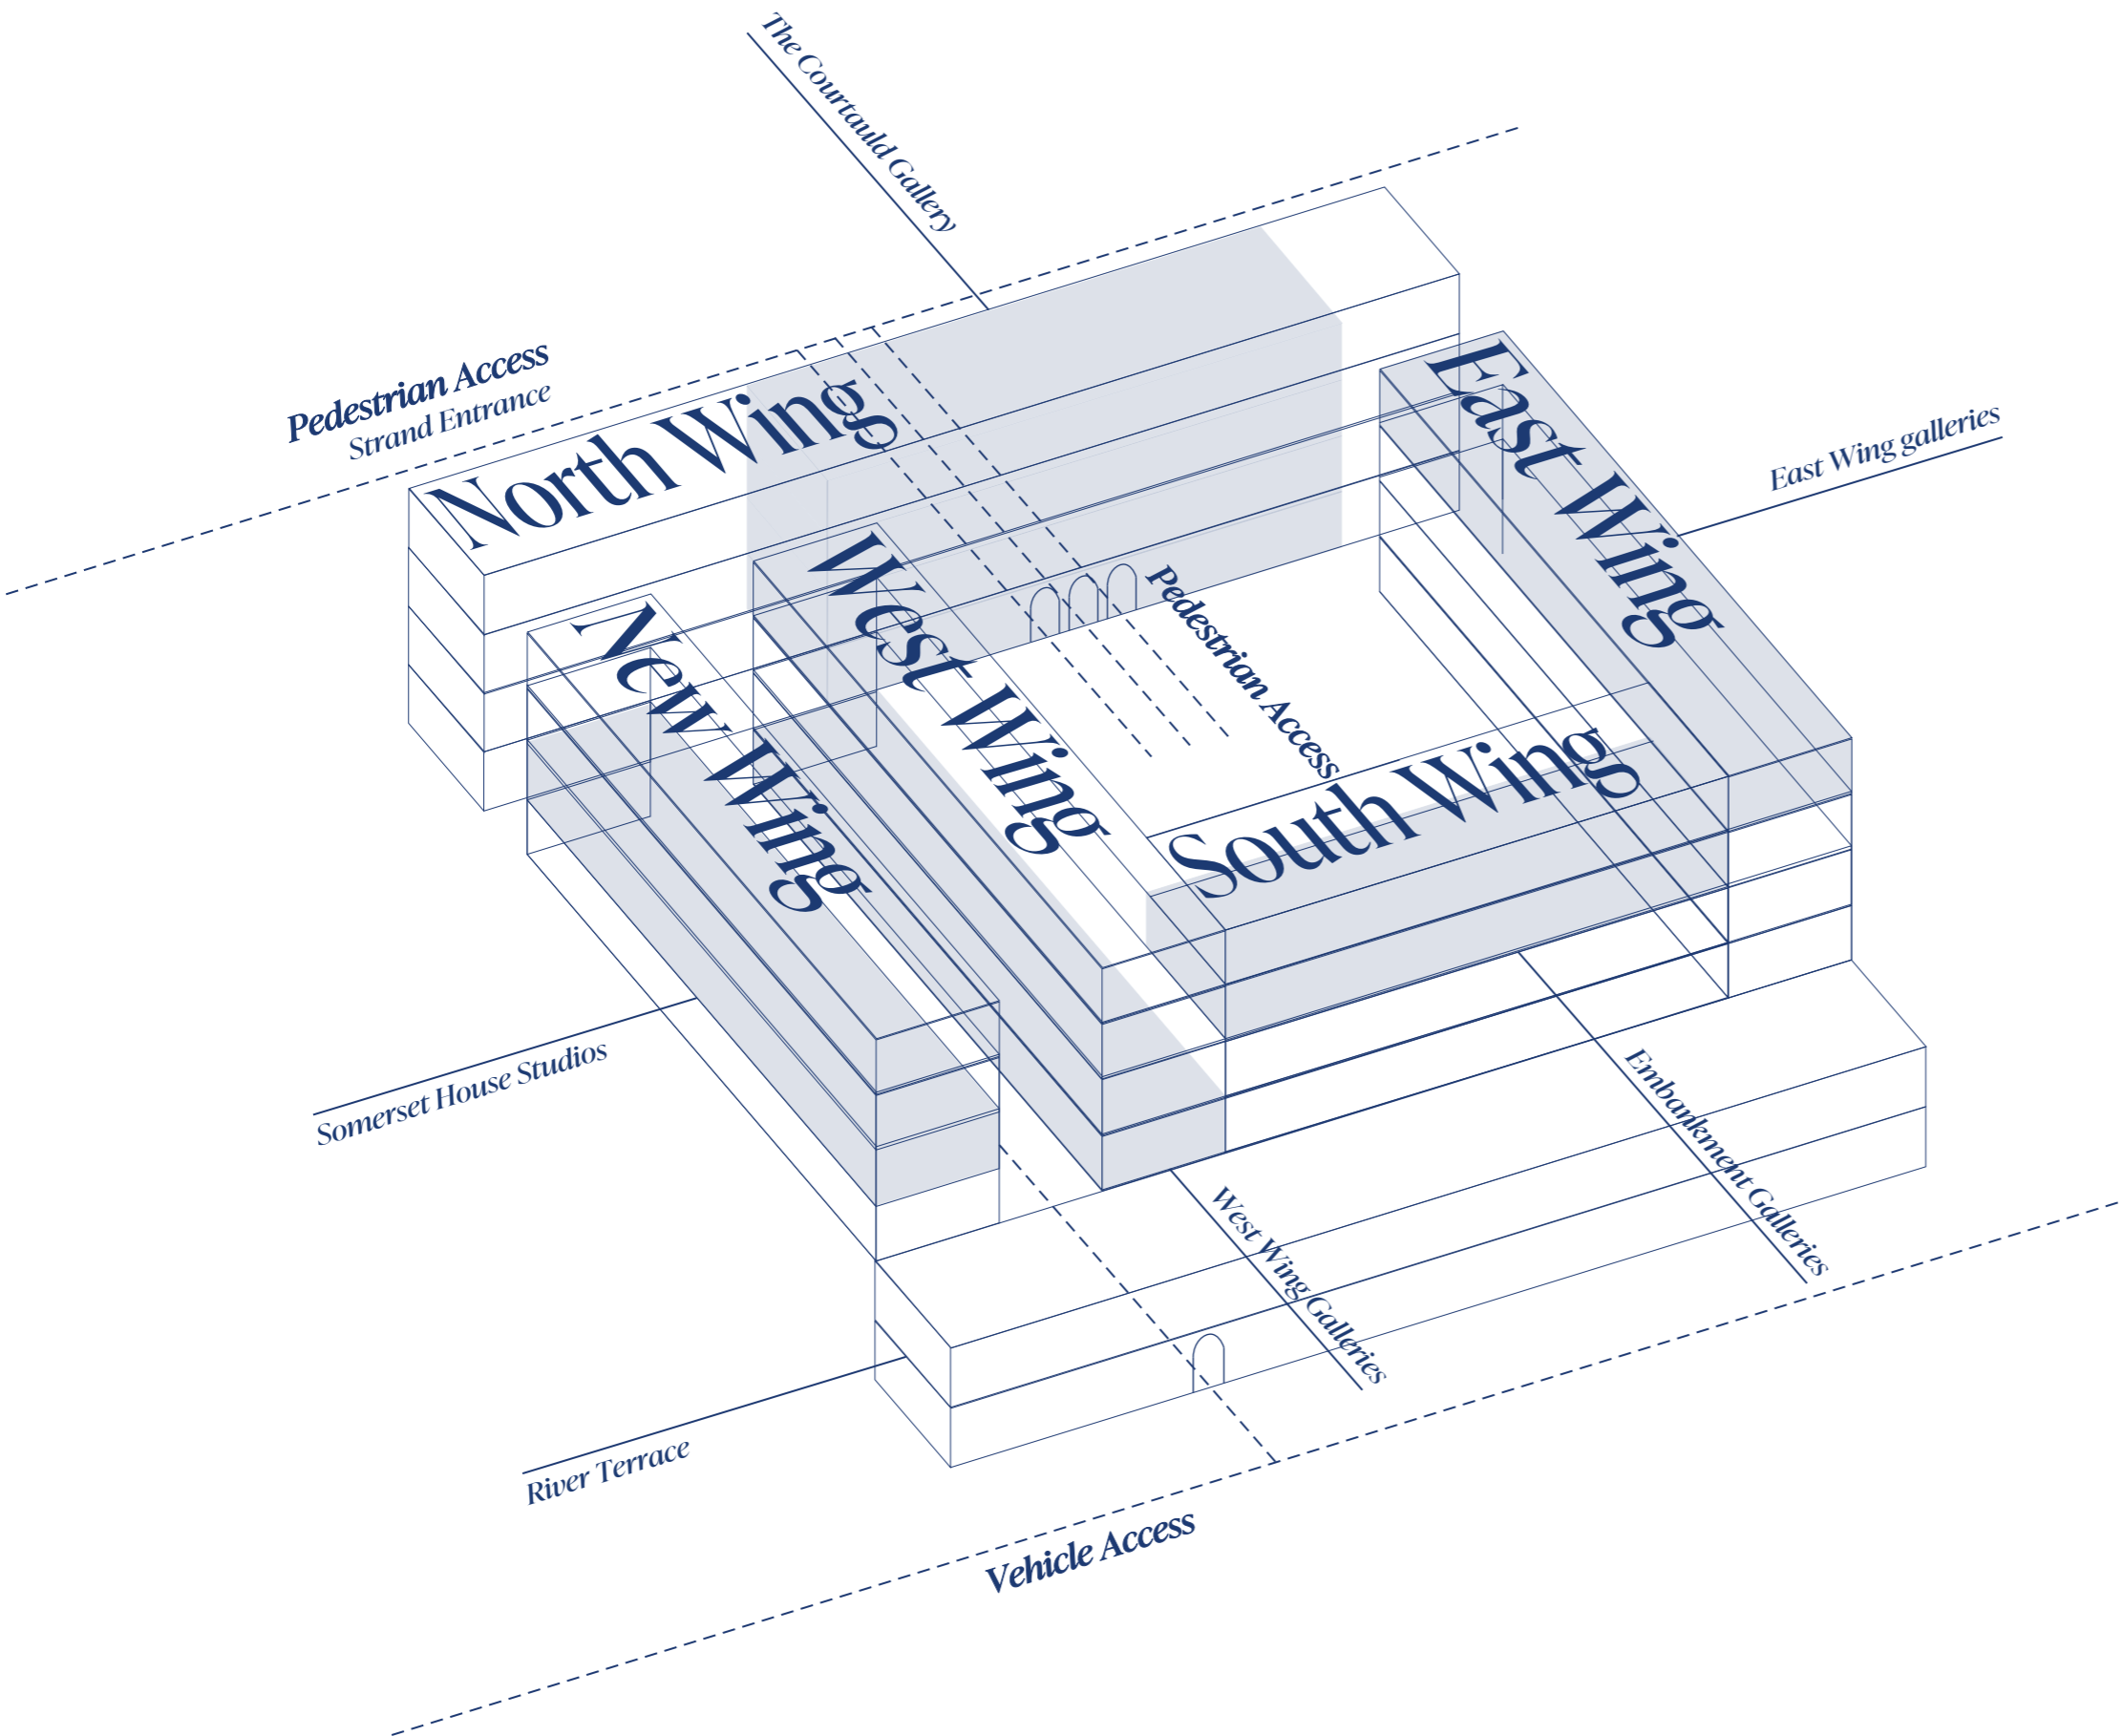 The Courtauld Gallery
Pedestrian Access
Strand Entrance
North Wing
East Wing
East Wing galleries
West Wing
New Wing
Pedestrian Access
South Wing
Somerset House Studios
Embankment Galleries
West Wing Galleries
River Terrace
Vehicle Access